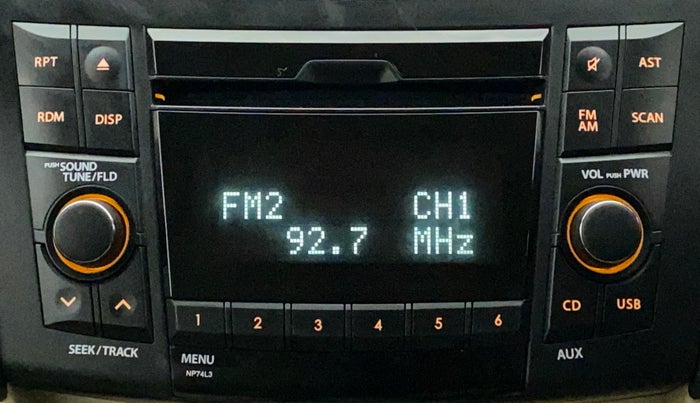 RPT
AST
RDM
DISP
FM
AM
SCAN
PUSH SOUND
TUNE/FLD
VOL PUSH PWR
FM2 CH1
92.7 MHz
1 2 3 4 5 6
CD USB
SEEK/TRACK
MENU
AUX
NP74L3